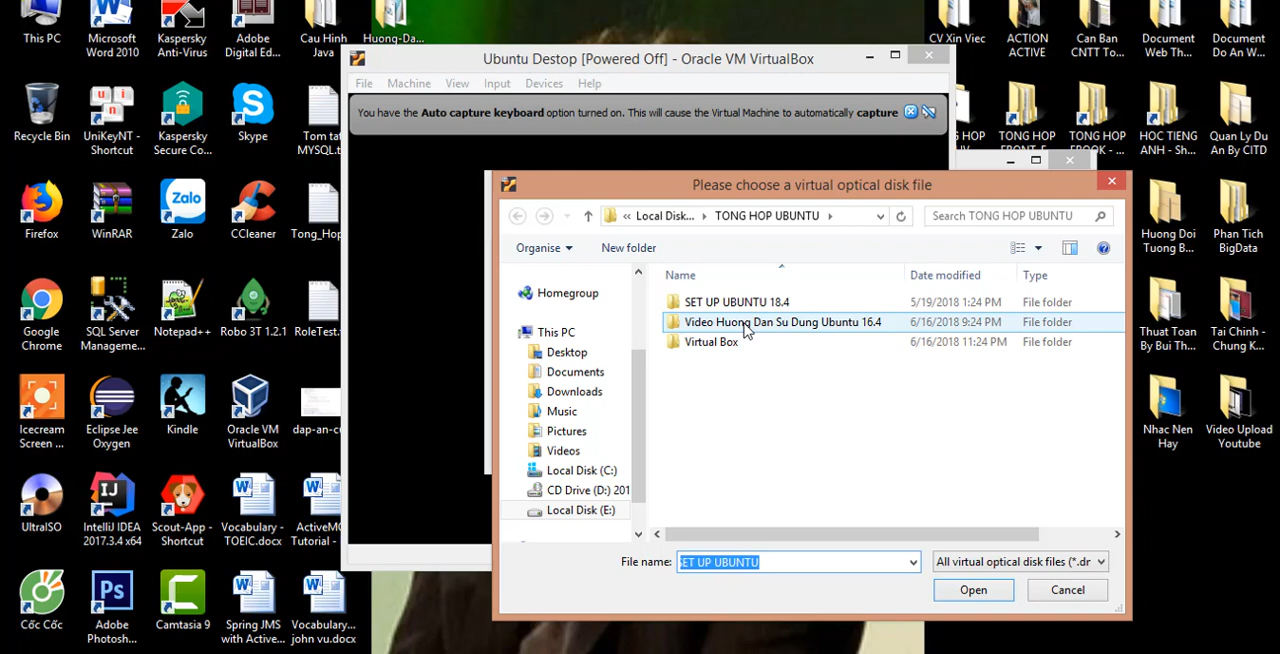 This PC
Microsoft
Word 2010
Kaspersky
Anti-Virus
Adobe
Digital Ed...
Cau Hinh
Java
Huong-Da...
CV Xin Viec
ACTION
ACTIVE
Can Ban
CNTT To...
Document
Web Th...
Document
Do An W...
Recycle Bin
UniKeyNT -
Shortcut
Kaspersky
Secure Co...
Skype
Tom tat
MYSQL.t
TONG HOP
FRONT_E...
TONG HOP
EBOOK - ...
HOC TIENG
ANH - Sh...
Quan Ly Du
An By CITD
Firefox
WinRAR
Zalo
CCleaner
Tong_Hop
Huong Doi
Tuong B...
Phan Tich
BigData
Google
Chrome
SQL Server
Manageme...
Notepad++
Robo 3T 1.2.1
RoleTest.
Thuat Toan
By Bui Th...
Tai Chinh -
Chung K...
Icecream
Screen ...
Eclipse Jee
Oxygen
Kindle
Oracle VM
VirtualBox
dap-an-cu
Nhac Nen
Hay
Video Upload
Youtube
UltraISO
IntelliJ IDEA
2017.3.4 x64
Scout-App -
Shortcut
Vocabulary -
TOEIC.docx
ActiveMQ
Tutorial -
Cốc Cốc
Adobe
Photosh...
Camtasia 9
Spring JMS
with Active...
Vocabulary...
john vu.docx
Ubuntu Destop [Powered Off] - Oracle VM VirtualBox
File Machine View Input Devices Help
You have the Auto capture keyboard option turned on. This will cause the Virtual Machine to automatically capture
Please choose a virtual optical disk file
« Local Disk... TONG HOP UBUNTU
Search TONG HOP UBUNTU
Organise New folder
Name Date modified Type
SET UP UBUNTU 18.4 5/19/2018 1:24 PM File folder
Video Huong Dan Su Dung Ubuntu 16.4 6/16/2018 9:24 PM File folder
Virtual Box 6/16/2018 11:24 PM File folder
Homegroup
This PC
Desktop
Documents
Downloads
Music
Pictures
Videos
Local Disk (C:)
CD Drive (D:) 201
Local Disk (E:)
File name: SET UP UBUNTU
All virtual optical disk files (*.dr
Open Cancel